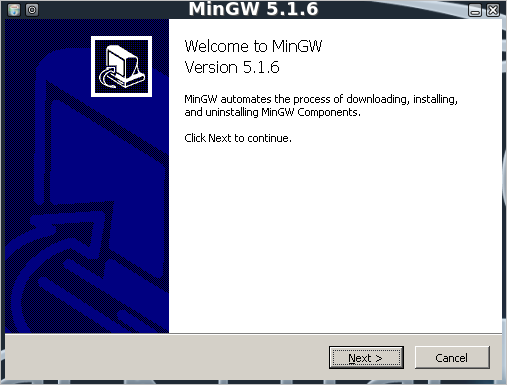 MinGW 5.1.6
Welcome to MinGW
Version 5.1.6
MinGW automates the process of downloading, installing,
and uninstalling MinGW Components.
Click Next to continue.
Next >
Cancel